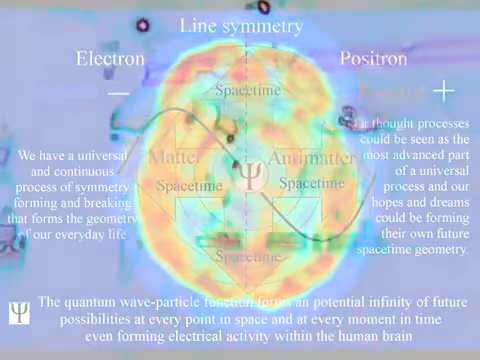 Line symmetry
Electron
Positron
— +
Spacetime
We have a universal
and continuous
process of symmetry
forming and breaking
that forms the geometry
of our everyday life
Matter
Spacetime
Ψ
Antimatter
Spacetime
thought processes
could be seen as the
most advanced part
of a universal
process and our
hopes and dreams
could be forming
their own future
spacetime geometry.
Spacetime
Ψ The quantum wave-particle function forms an potential infinity of future
possibilities at every point in space and at every moment in time
even forming electrical activity within the human brain